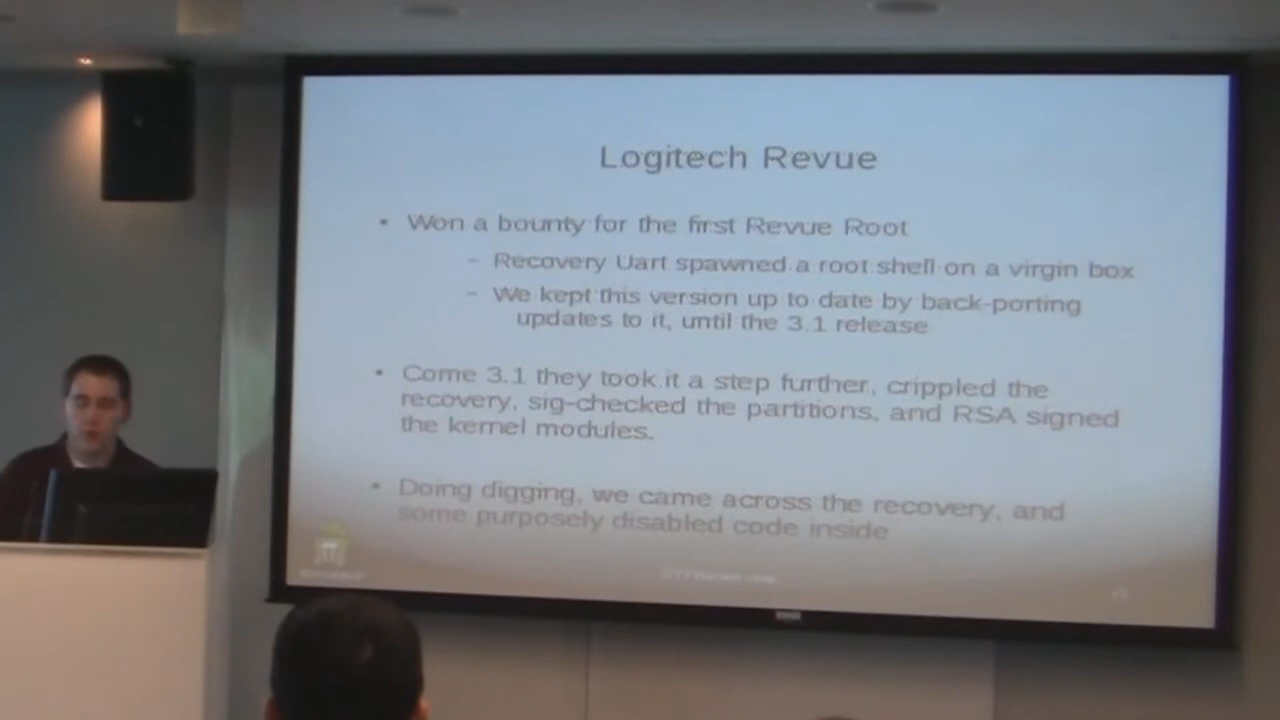 Logitech Revue
• Won a bounty for the first Revue Root
– Recovery Uart spawned a root shell on a virgin box
– We kept this version up to date by back-porting
updates to it, until the 3.1 release
• Come 3.1 they took it a step further, crippled the
recovery, sig-checked the partitions, and RSA signed
the kernel modules.
• Doing digging, we came across the recovery, and
some purposely disabled code inside